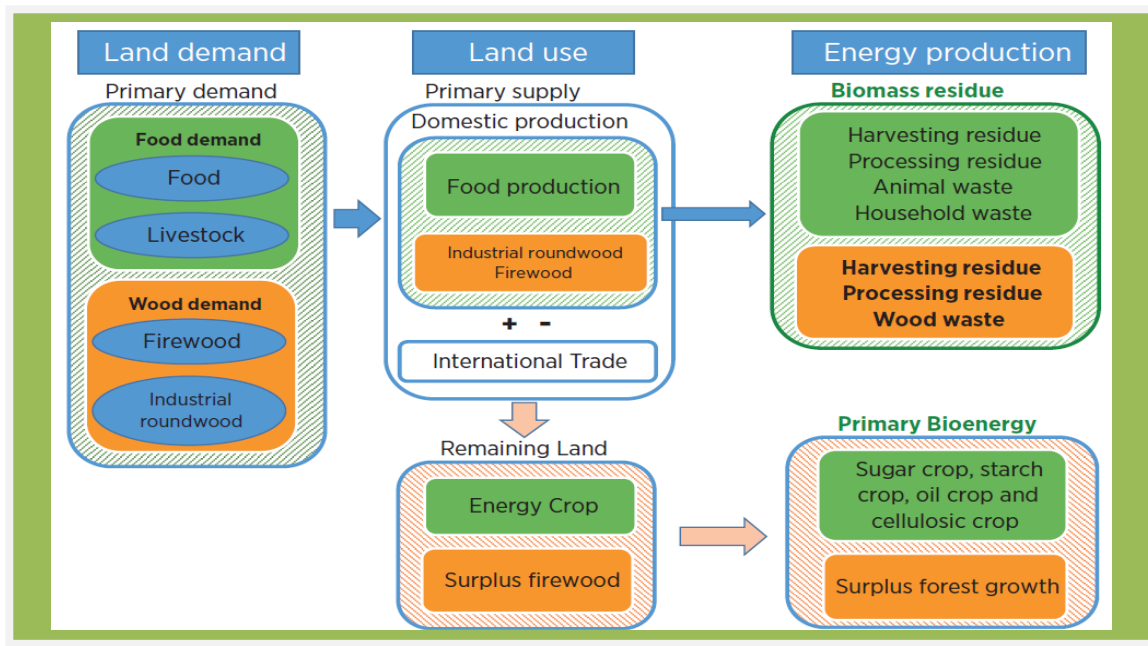 Land demand
Primary demand
Food demand
Food
Livestock
Wood demand
Firewood
Industrial
roundwood
Land use
Primary supply
Domestic production
Food production
Industrial roundwood
Firewood
+ -
International Trade
Remaining Land
Energy Crop
Surplus firewood
Energy production
Biomass residue
Harvesting residue
Processing residue
Animal waste
Household waste
Harvesting residue
Processing residue
Wood waste
Primary Bioenergy
Sugar crop, starch
crop, oil crop and
cellulosic crop
Surplus forest growth